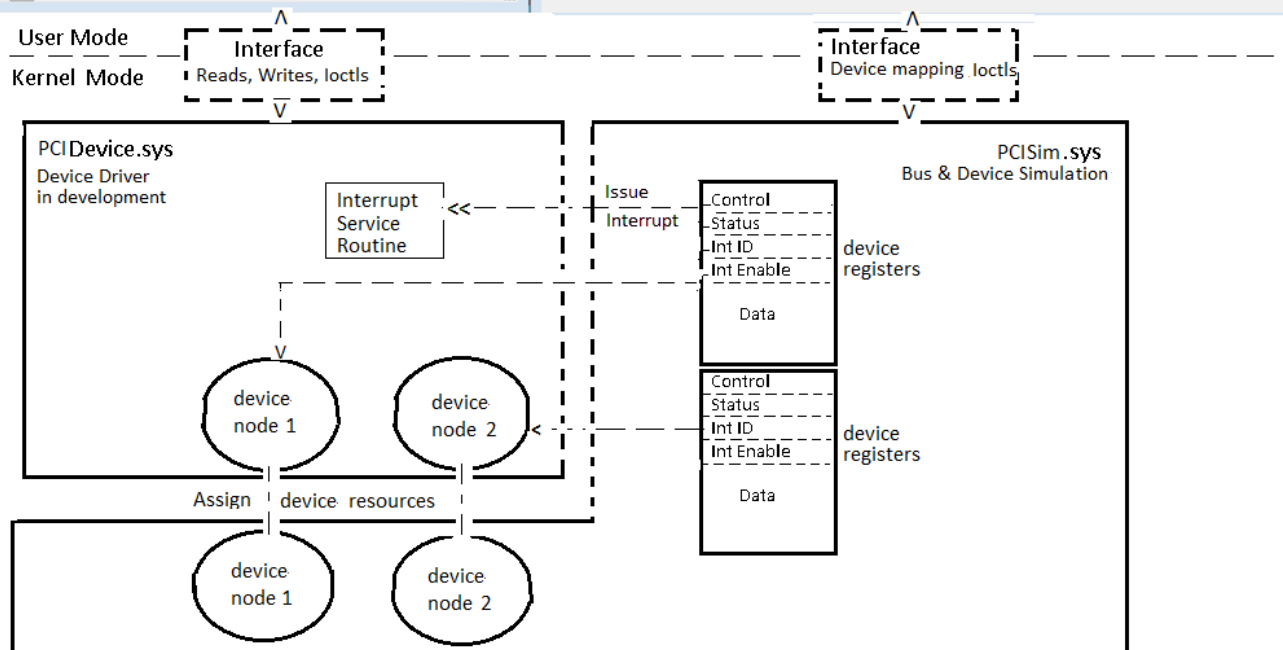 User Mode
Kernel Mode
Interface
Reads, Writes, Ioctls
Interface
Device mapping Ioctls
PCIDevice.sys
Device Driver
in development
PCISim.sys
Bus & Device Simulation
Interrupt
Service
Routine
Issue
Interrupt
Control
Status
Int ID
Int Enable
Data
device
registers
device
node 1
device
node 2
Control
Status
Int ID
Int Enable
Data
device
registers
Assign device resources
device
node 1
device
node 2